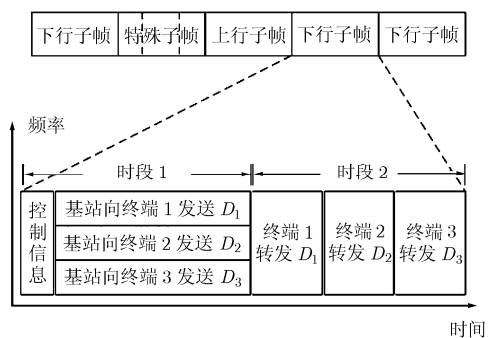 下行子帧 特殊子帧 上行子帧 下行子帧 下行子帧
频率
时段 1 时段 2
控制信息
基站向终端 1 发送 D₁
基站向终端 2 发送 D₂
基站向终端 3 发送 D₃
终端 1
转发 D₁
终端 2
转发 D₂
终端 3
转发 D₃
时间